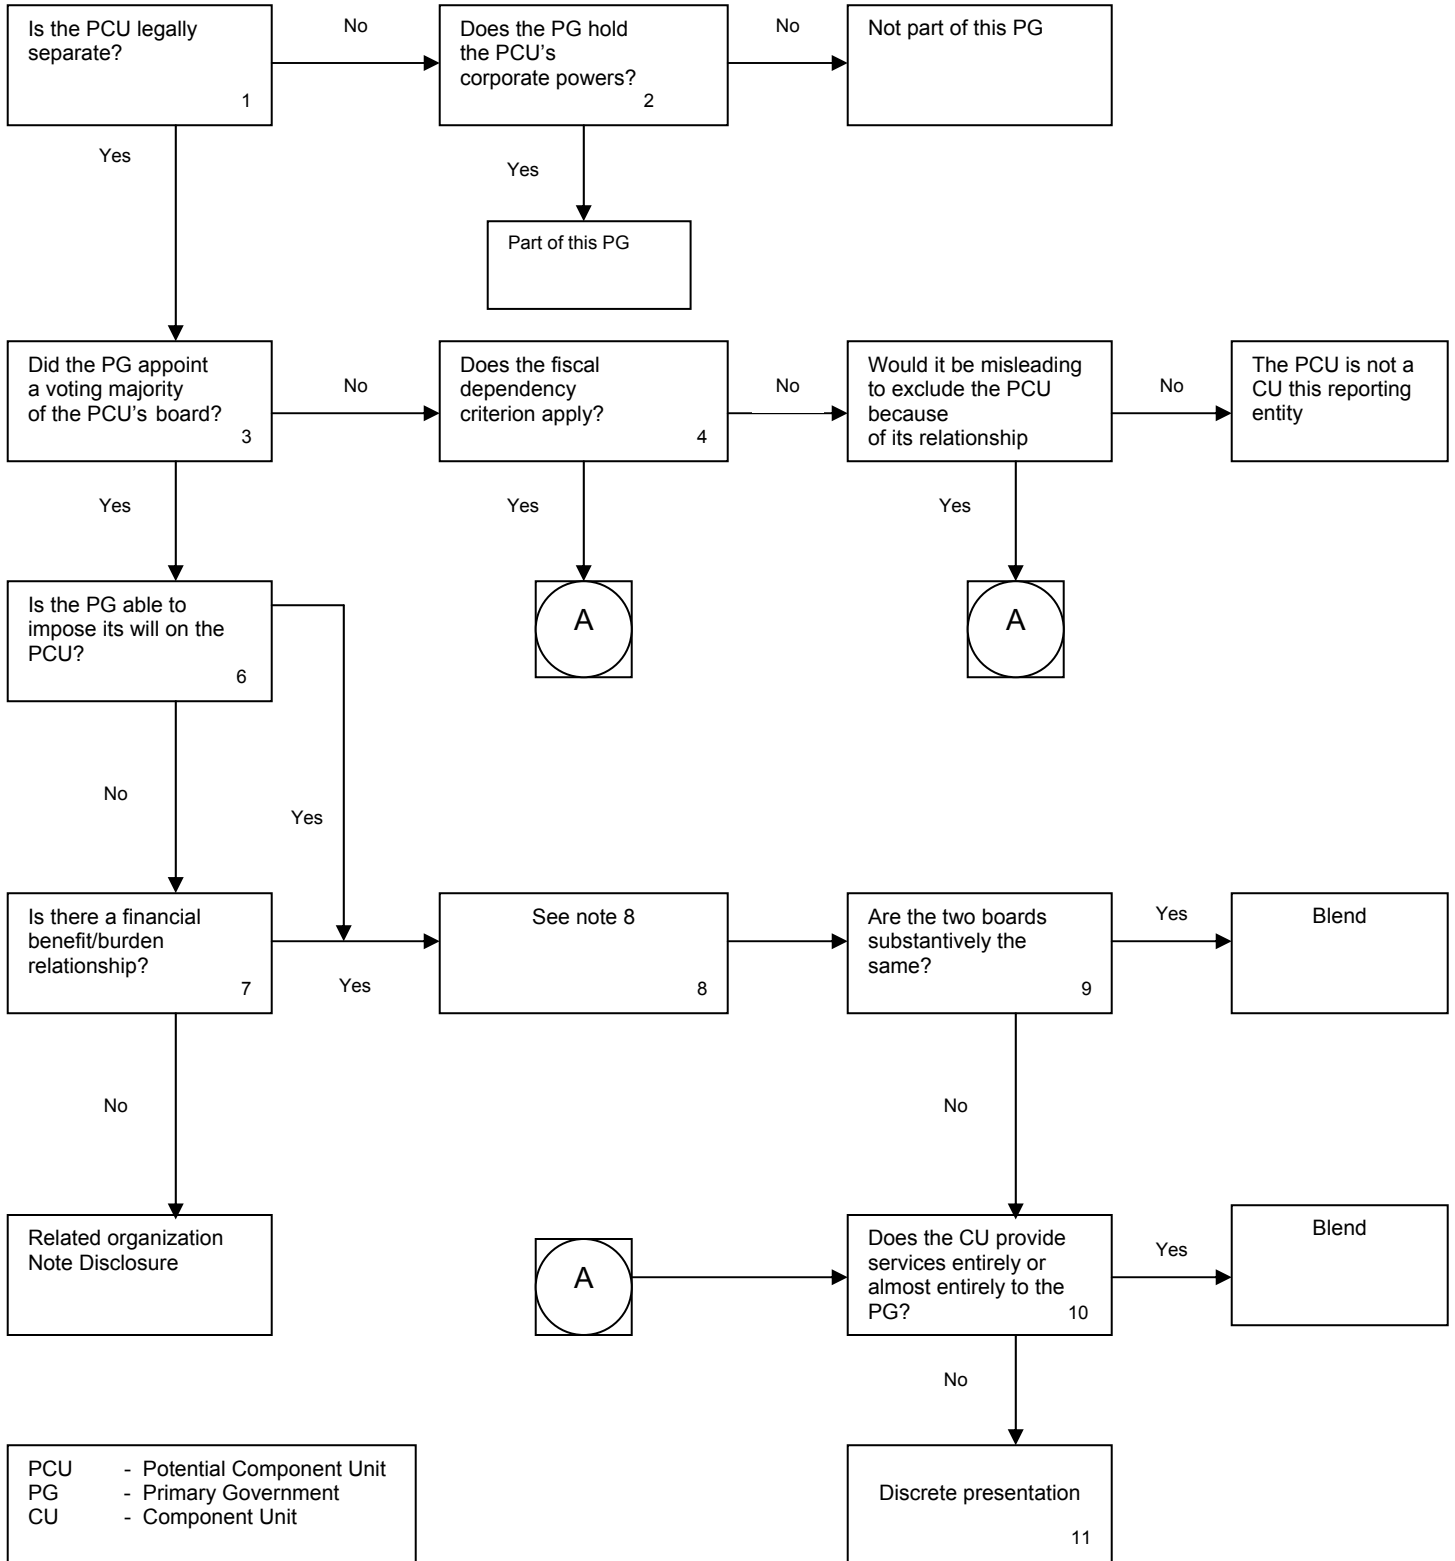 Is the PCU legally
separate?
1
No
Does the PG hold
the PCU’s
corporate powers?
2
No
Not part of this PG
Yes
Yes
Part of this PG
Did the PG appoint
a voting majority
of the PCU’s board?
3
No
Does the fiscal
dependency
criterion apply?
4
No
Would it be misleading
to exclude the PCU
because
of its relationship
No
The PCU is not a
CU this reporting
entity
Yes
Yes
Yes
Is the PG able to
impose its will on the
PCU?
6
A
A
No
Yes
Is there a financial
benefit/burden
relationship?
7
Yes
See note 8
8
Are the two boards
substantively the
same?
9
Yes
Blend
No
No
Related organization
Note Disclosure
A
Does the CU provide
services entirely or
almost entirely to the
PG?
10
Yes
Blend
No
PCU - Potential Component Unit
PG - Primary Government
CU - Component Unit
Discrete presentation
11